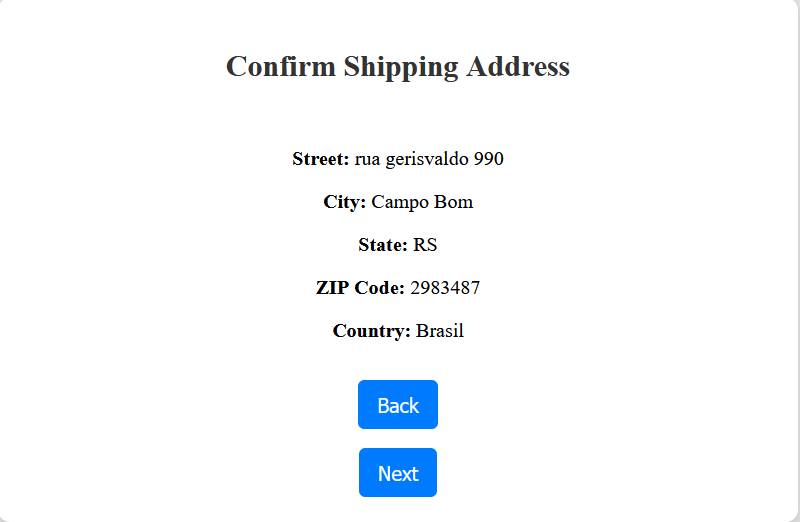 Confirm Shipping Address
Street: rua gerisvaldo 990
City: Campo Bom
State: RS
ZIP Code: 2983487
Country: Brasil
Back
Next